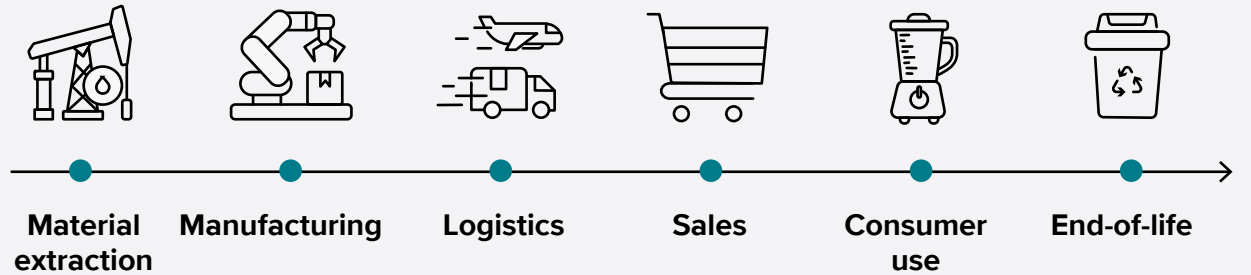 Material
extraction
Manufacturing
Logistics
Sales
Consumer
use
End-of-life